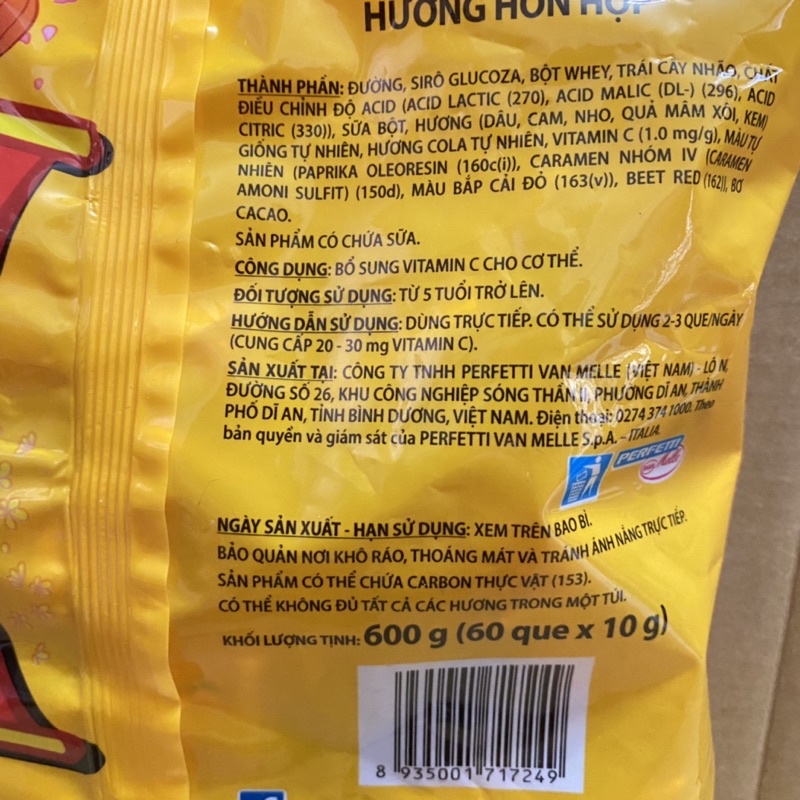 HƯƠNG HỖN HỢP
THÀNH PHẦN: ĐƯỜNG, SIRÔ GLUCOZA, BỘT WHEY, TRÁI CÂY NHÃO, CHẤT
ĐIỀU CHỈNH ĐỘ ACID (ACID LACTIC (270), ACID MALIC (DL-) (296), ACID
CITRIC (330)), SỮA BỘT, HƯƠNG (DÂU, CAM, NHO, QUẢ MÂM XÔI, KEM)
GIỐNG TỰ NHIÊN, HƯƠNG COLA TỰ NHIÊN, VITAMIN C (1.0 mg/g), MÀU TỰ
NHIÊN (PAPRIKA OLEORESIN (160c(i)), CARAMEN NHÓM IV (CARAMEN
AMONI SULFIT) (150d), MÀU BẮP CẢI ĐỎ (163(v)), BEET RED (162)), BƠ
CACAO.
SẢN PHẨM CÓ CHỨA SỮA.
CÔNG DỤNG: BỔ SUNG VITAMIN C CHO CƠ THỂ.
ĐỐI TƯỢNG SỬ DỤNG: TỪ 5 TUỔI TRỞ LÊN.
HƯỚNG DẪN SỬ DỤNG: DÙNG TRỰC TIẾP. CÓ THỂ SỬ DỤNG 2-3 QUE/NGÀY
(CUNG CẤP 20 - 30 mg VITAMIN C).
SẢN XUẤT TẠI: CÔNG TY TNHH PERFETTI VAN MELLE (VIỆT NAM) - LÔ N,
ĐƯỜNG SỐ 26, KHU CÔNG NGHIỆP SÓNG THẦN II, PHƯỜNG DĨ AN, THÀNH
PHỐ DĨ AN, TỈNH BÌNH DƯƠNG, VIỆT NAM. Điện thoại: 0274 374 1000. Theo
bản quyền và giám sát của PERFETTI VAN MELLE S.p.A. – ITALIA.
PERFETTI
van Melle
NGÀY SẢN XUẤT - HẠN SỬ DỤNG: XEM TRÊN BAO BÌ.
BẢO QUẢN NƠI KHÔ RÁO, THOÁNG MÁT VÀ TRÁNH ÁNH NẮNG TRỰC TIẾP.
SẢN PHẨM CÓ THỂ CHỨA CARBON THỰC VẬT (153).
CÓ THỂ KHÔNG ĐỦ TẤT CẢ CÁC HƯƠNG TRONG MỘT TÚI.
KHỐI LƯỢNG TỊNH: 600 g (60 que x 10 g)
8 935001 717249